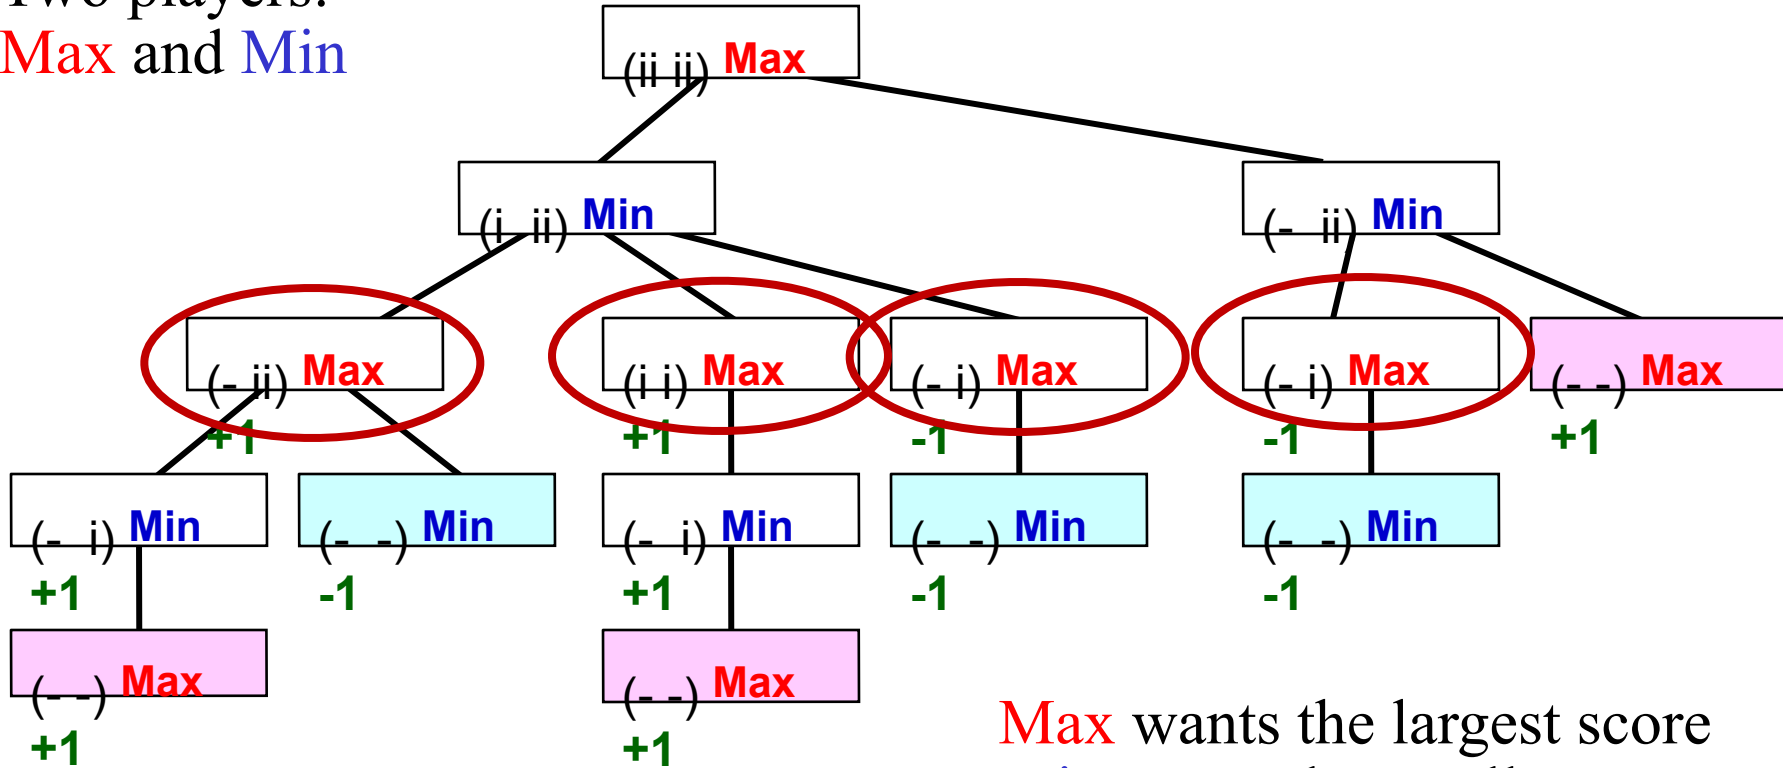 Two players:
Max and Min
(ii ii) Max
(i ii) Min
(- ii) Min
(- ii) Max
(i i) Max
(- i) Max
(- i) Max
(- -) Max
+1
+1
-1
-1
+1
(- i) Min
(- -) Min
(- i) Min
(- -) Min
(- -) Min
+1
-1
+1
-1
-1
(- -) Max
(- -) Max
+1
+1
Max wants the largest score